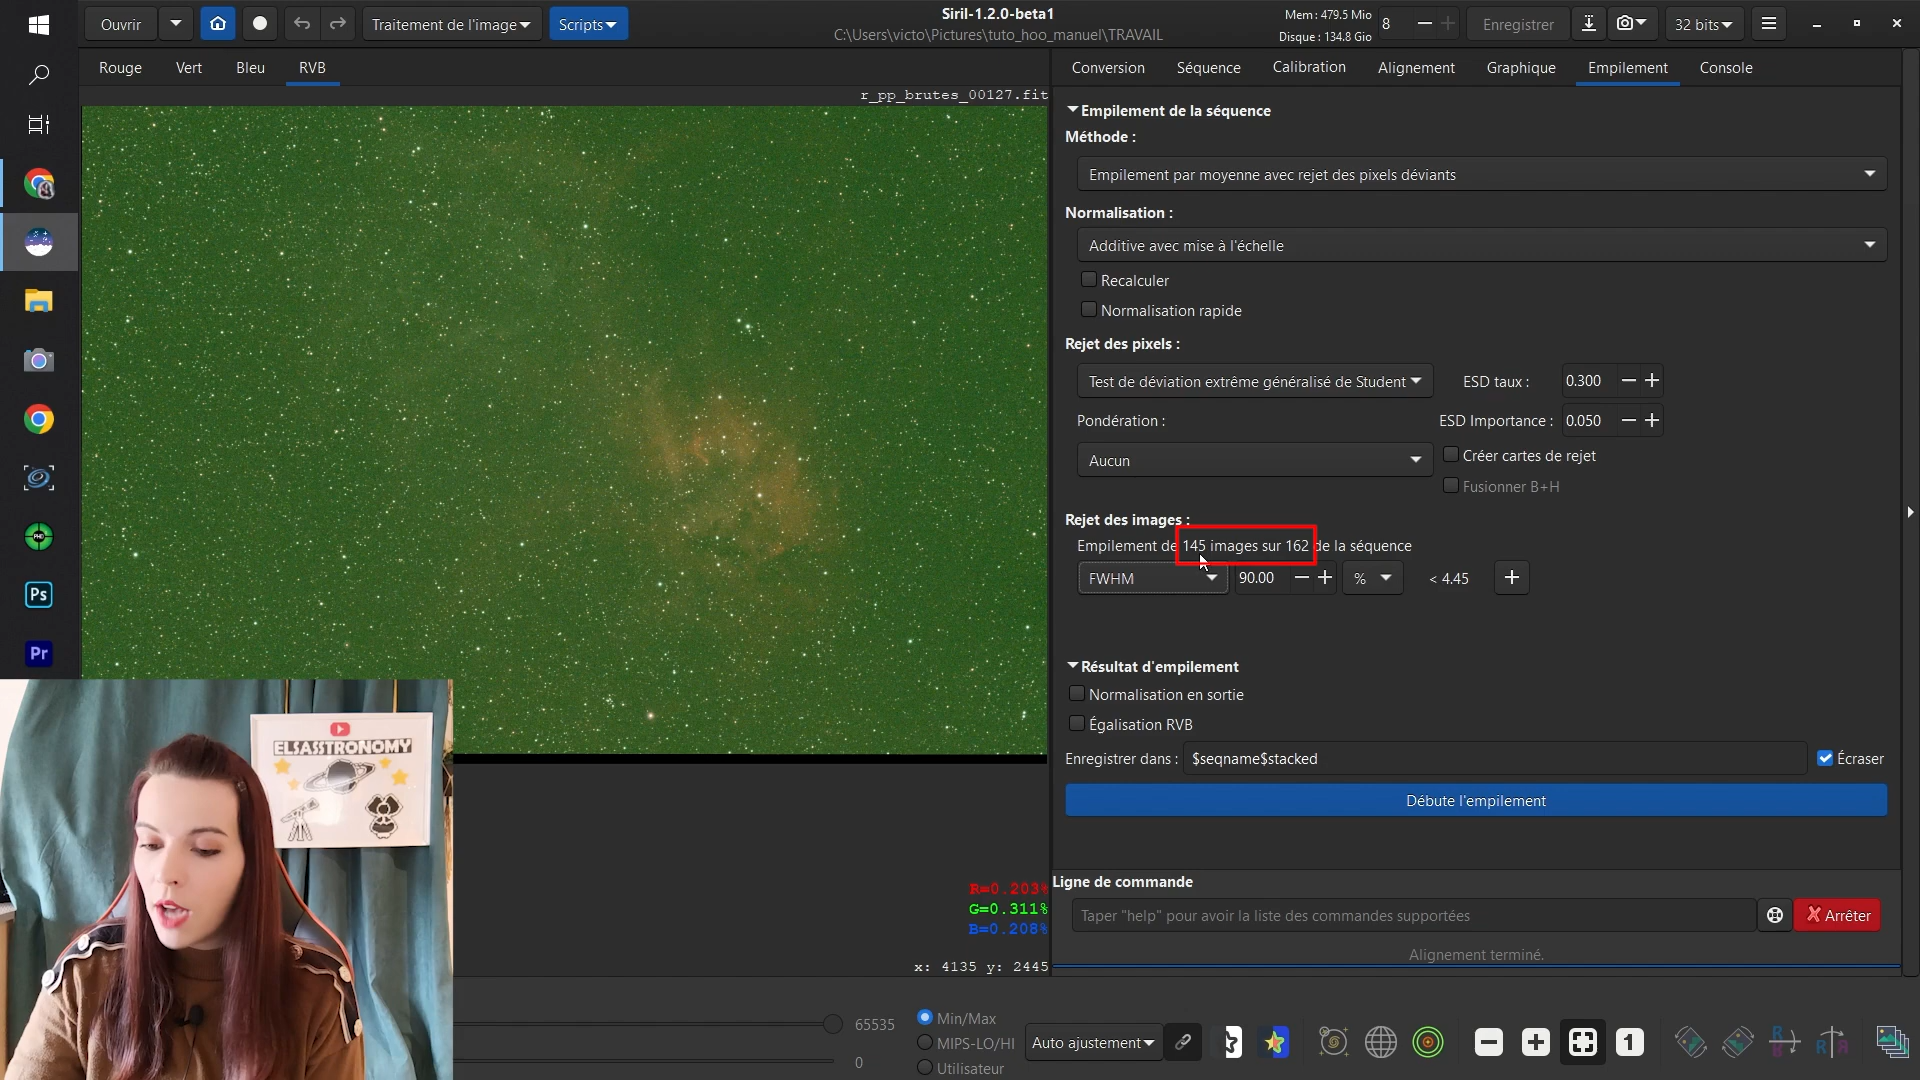 Ouvrir
Traitement de l'image
Scripts
Siril-1.2.0-beta1
C:\Users\victo\Pictures\tuto_hoo_manuel\TRAVAIL
Mem : 479.5 Mio
Disque : 134.8 Gio
8
Enregistrer
32 bits
Rouge
Vert
Bleu
RVB
r_pp_brutes_00127.fit
Conversion
Séquence
Calibration
Alignement
Graphique
Empilement
Console
Empilement de la séquence
Méthode :
Empilement par moyenne avec rejet des pixels déviants
Normalisation :
Additive avec mise à l'échelle
Recalculer
Normalisation rapide
Rejet des pixels :
Test de déviation extrême généralisé de Student
ESD taux :
0.300
Pondération :
ESD Importance :
0.050
Aucun
Créer cartes de rejet
Fusionner B+H
Rejet des images :
Empilement de 145 images sur 162 de la séquence
FWHM
90.00
%
< 4.45
Résultat d'empilement
Normalisation en sortie
Égalisation RVB
Enregistrer dans :
$seqname$stacked
Écraser
Débute l'empilement
Ligne de commande
Taper "help" pour avoir la liste des commandes supportées
Arrêter
Alignement terminé.
Ps
Pr
ELSASSTRONOMY
R=0.203%
G=0.311%
B=0.208%
x: 4135 y: 2445
65535
0
Min/Max
MIPS-LO/HI
Utilisateur
Auto ajustement
1